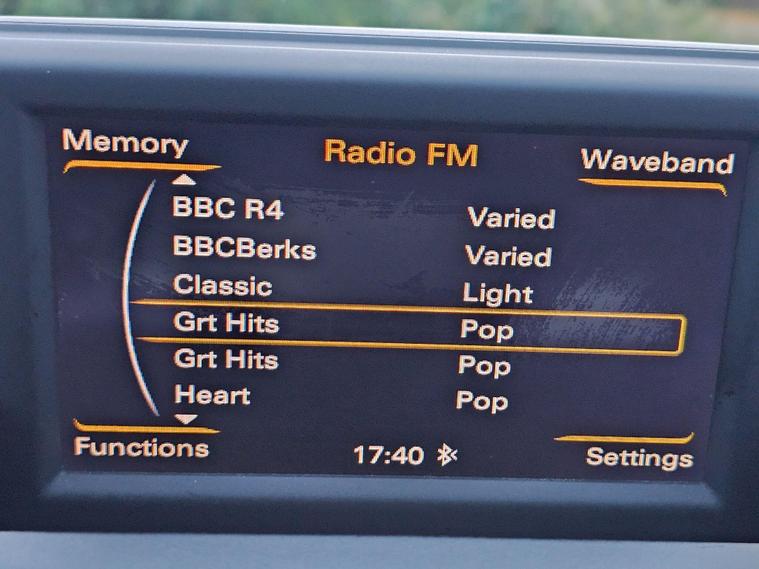 Memory Radio FM Waveband
BBC R4 Varied
BBCBerks Varied
Classic Light
Grt Hits Pop
Grt Hits Pop
Heart Pop
Functions 17:40 Settings